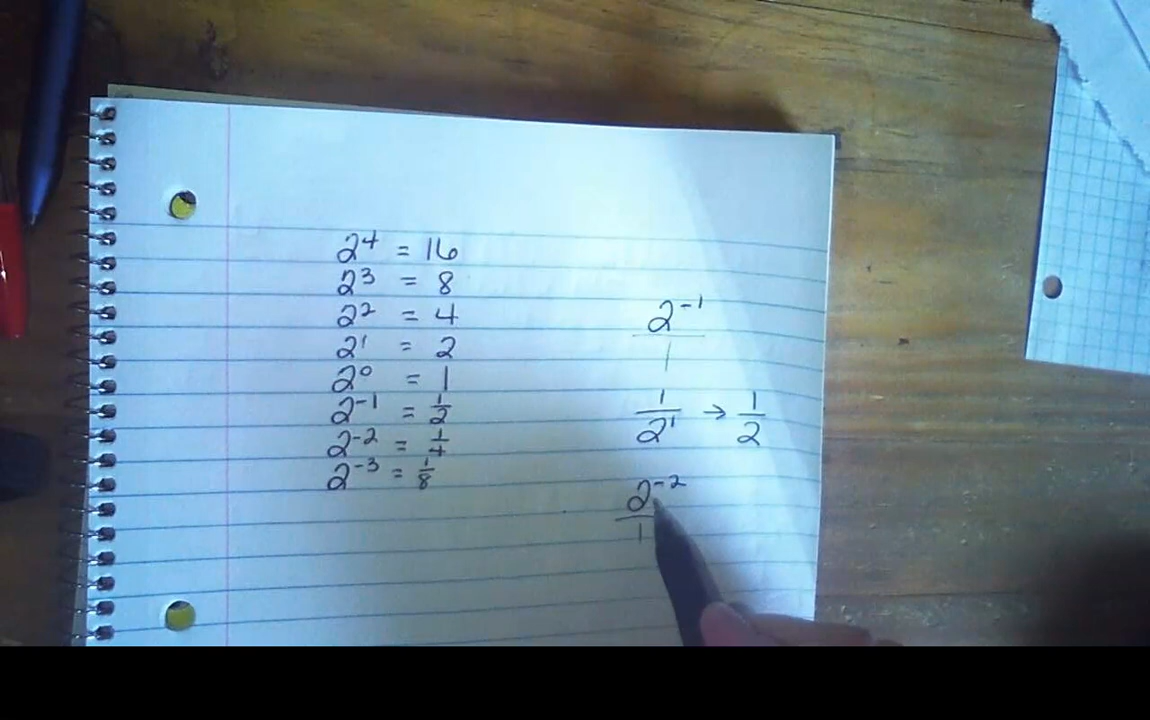 2⁴ = 16
2³ = 8
2² = 4
2¹ = 2
2⁰ = 1
2⁻¹ = 1/2
2⁻² = 1/4
2⁻³ = 1/8
2⁻¹/1
1/2¹ → 1/2
2⁻²/1